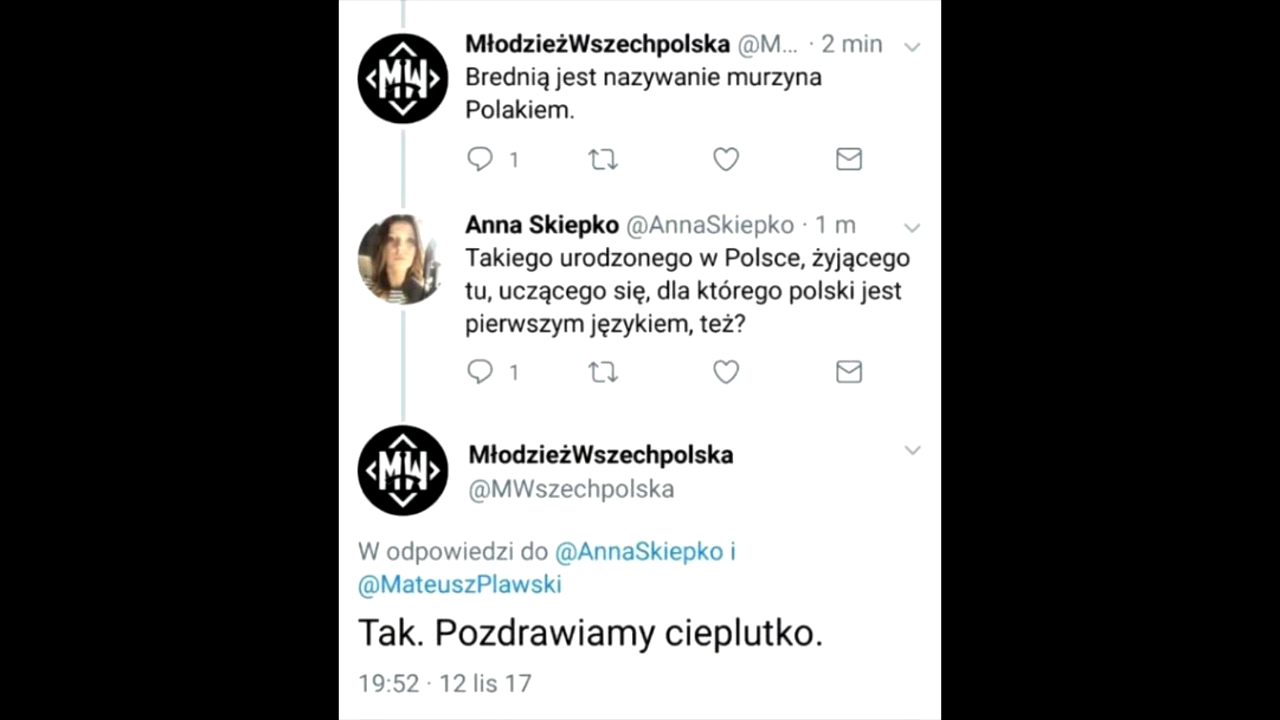 MłodzieżWszechpolska @M... · 2 min
Brednią jest nazywanie murzyna
Polakiem.
1
Anna Skiepko @AnnaSkiepko · 1 m
Takiego urodzonego w Polsce, żyjącego
tu, uczącego się, dla którego polski jest
pierwszym językiem, też?
1
MłodzieżWszechpolska
@MWszechpolska
W odpowiedzi do @AnnaSkiepko i
@MateuszPlawski
Tak. Pozdrawiamy cieplutko.
19:52 · 12 lis 17